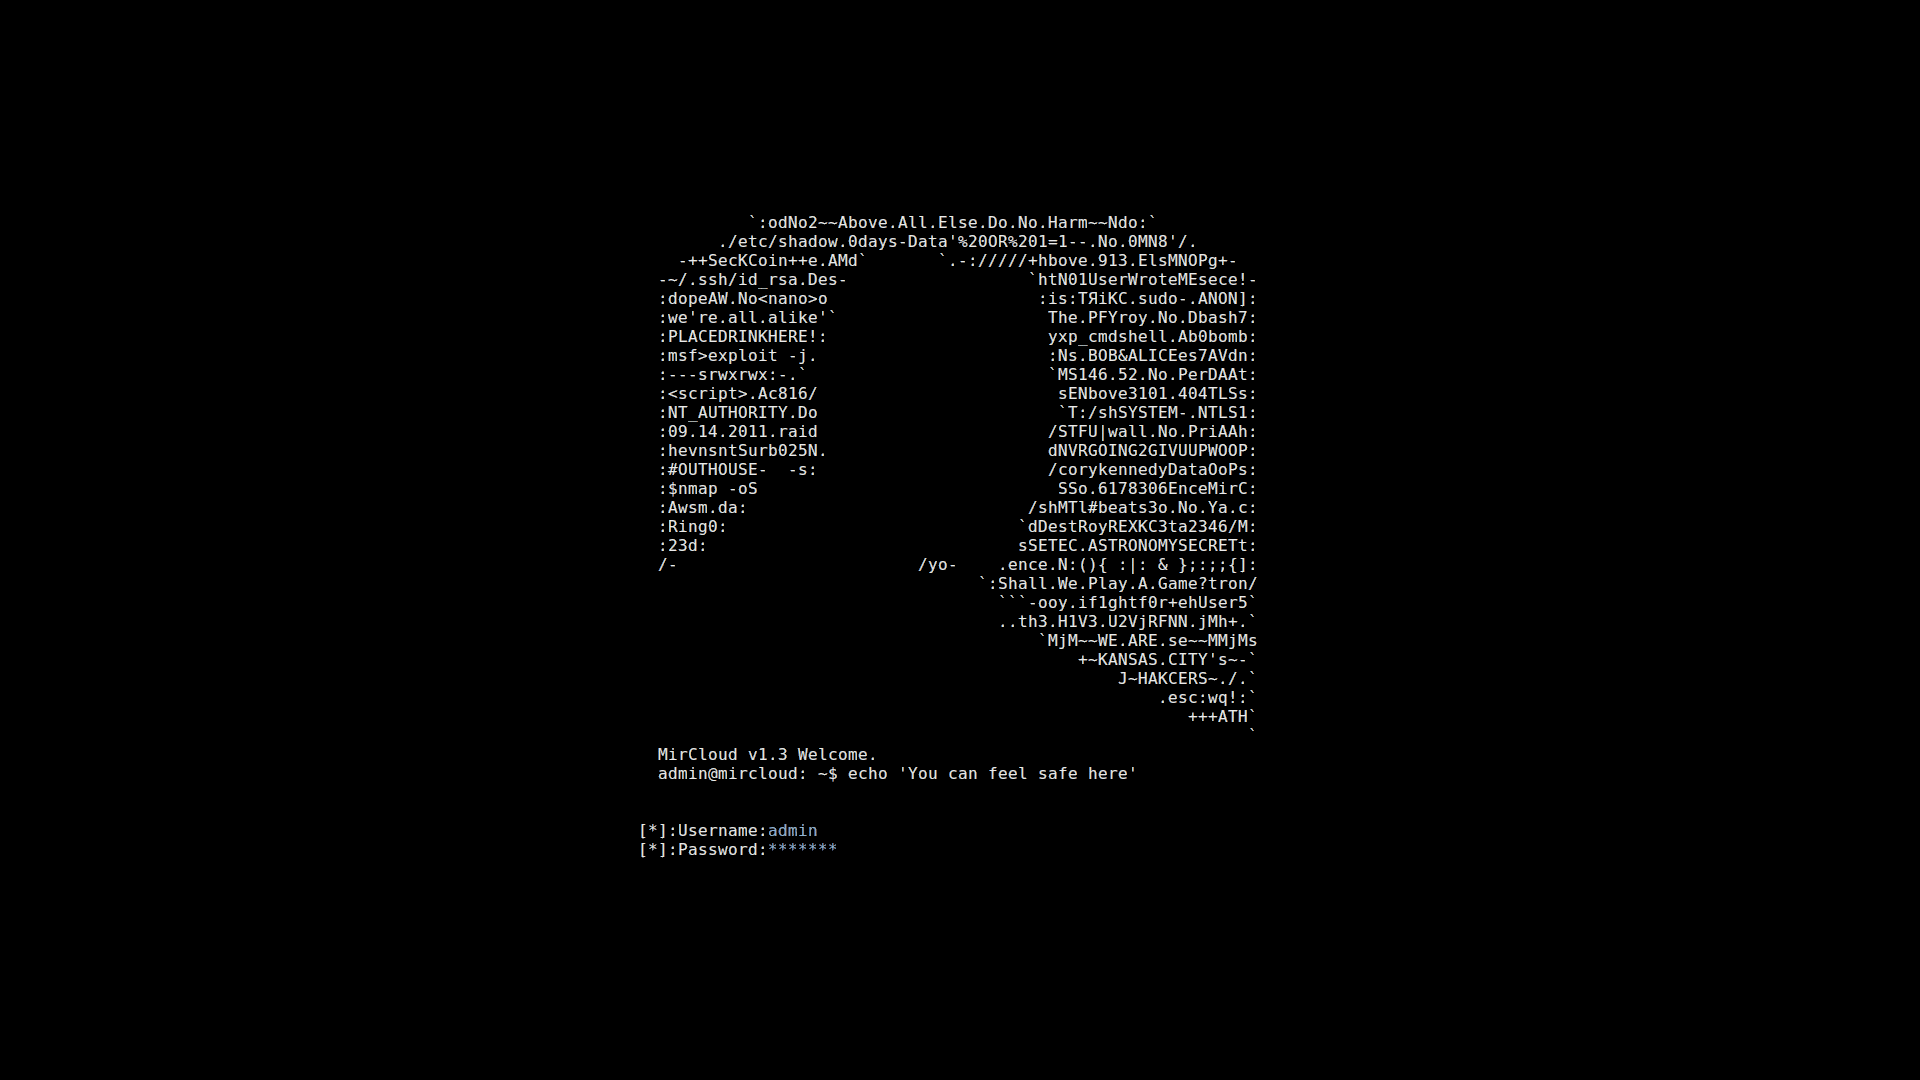 `:odNo2~~Above.All.Else.Do.No.Harm~~Ndo:`
./etc/shadow.0days-Data'%20OR%201=1--.No.0MN8'/.
-++SecKCoin++e.AMd`       `.-://///+hbove.913.ElsMNOPg+-
-~/.ssh/id_rsa.Des-                  `htN01UserWroteMEsece!-
:dopeAW.No<nano>o                     :is:TЯiKC.sudo-.ANON]:
:we're.all.alike'`                     The.PFYroy.No.Dbash7:
:PLACEDRINKHERE!:                      yxp_cmdshell.Ab0bomb:
:msf>exploit -j.                       :Ns.BOB&ALICEes7AVdn:
:---srwxrwx:-.`                        `MS146.52.No.PerDAAt:
:<script>.Ac816/                        sENbove3101.404TLSs:
:NT_AUTHORITY.Do                        `T:/shSYSTEM-.NTLS1:
:09.14.2011.raid                       /STFU|wall.No.PriAAh:
:hevnsntSurb025N.                      dNVRGOING2GIVUUPWOOP:
:#OUTHOUSE-  -s:                       /corykennedyDataOoPs:
:$nmap -oS                              SSo.6178306EnceMirC:
:Awsm.da:                            /shMTl#beats3o.No.Ya.c:
:Ring0:                             `dDestRoyREXKC3ta2346/M:
:23d:                               sSETEC.ASTRONOMYSECRETt:
/-                        /yo-    .ence.N:(){ :|: & };:;;{]:
`:Shall.We.Play.A.Game?tron/
```-ooy.if1ghtf0r+ehUser5`
..th3.H1V3.U2VjRFNN.jMh+.`
`MjM~~WE.ARE.se~~MMjMs
+~KANSAS.CITY's~-`
J~HAKCERS~./.`
.esc:wq!:`
+++ATH`
`
MirCloud v1.3 Welcome.
admin@mircloud: ~$ echo 'You can feel safe here'
[*]:Username:admin
[*]:Password:*******